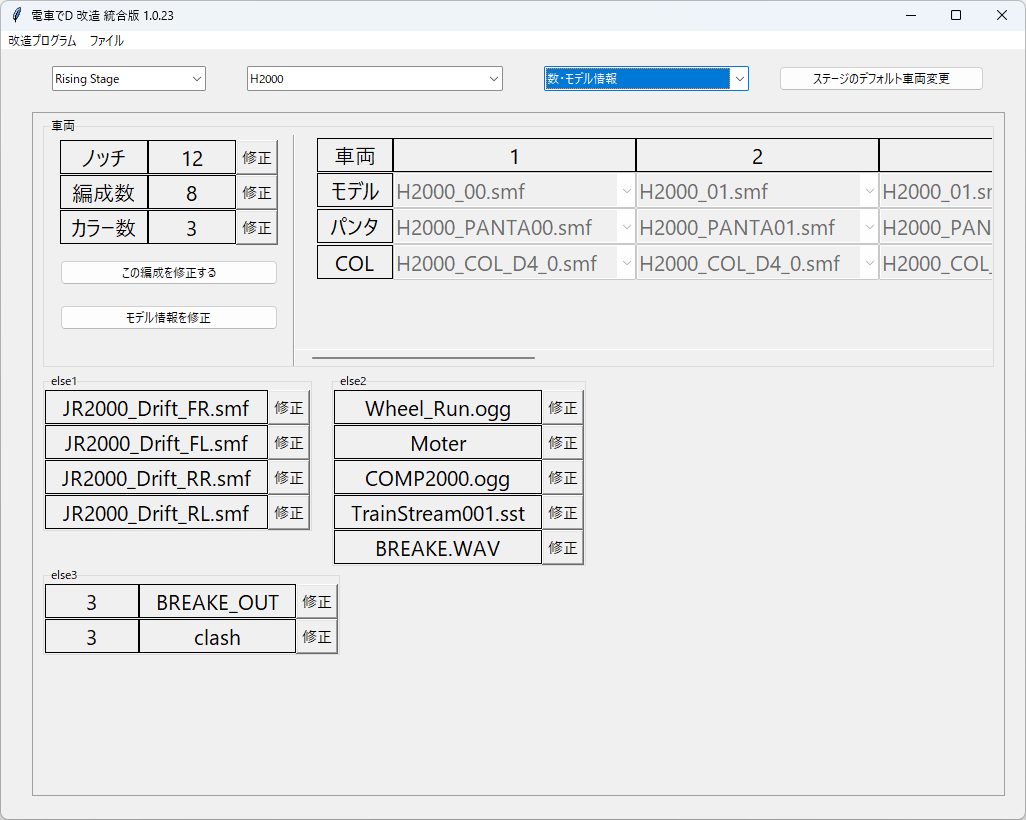 電車でD 改造 統合版 1.0.23
改造プログラム ファイル
Rising Stage H2000 数・モデル情報 ステージのデフォルト車両変更
車両
ノッチ 12 修正
編成数 8 修正
カラー数 3 修正
この編成を修正する
モデル情報を修正
車両 1 2
モデル H2000_00.smf H2000_01.smf H2000_01.sm
パンタ H2000_PANTA00.smf H2000_PANTA01.smf H2000_PAN
COL H2000_COL_D4_0.smf H2000_COL_D4_0.smf H2000_COL_
else1
JR2000_Drift_FR.smf 修正
JR2000_Drift_FL.smf 修正
JR2000_Drift_RR.smf 修正
JR2000_Drift_RL.smf 修正
else2
Wheel_Run.ogg 修正
Moter 修正
COMP2000.ogg 修正
TrainStream001.sst 修正
BREAKE.WAV 修正
else3
3 BREAKE_OUT 修正
3 clash 修正